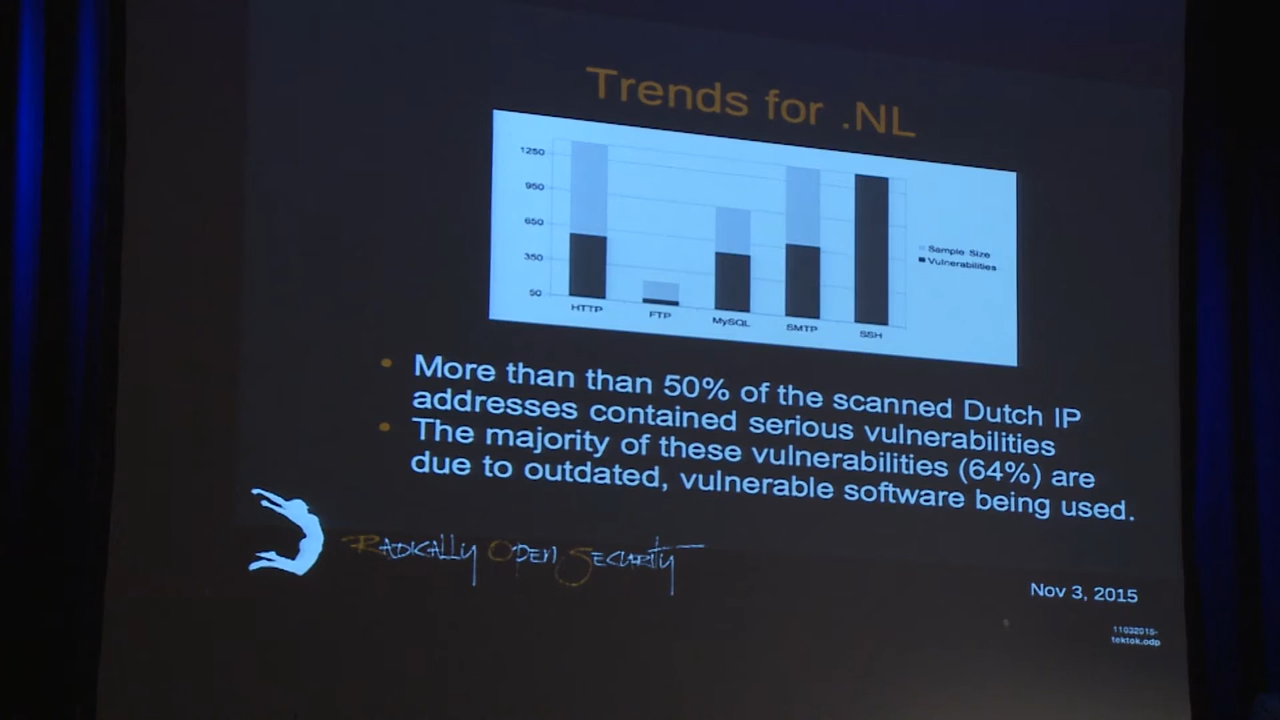 Trends for .NL
1250
950
650
350
50
HTTP
FTP
MySQL
SMTP
SSH
Sample Size
Vulnerabilities
More than than 50% of the scanned Dutch IP
addresses contained serious vulnerabilities
The majority of these vulnerabilities (64%) are
due to outdated, vulnerable software being used.
Radically Open Security
Nov 3, 2015
11032015-
tektok.odp